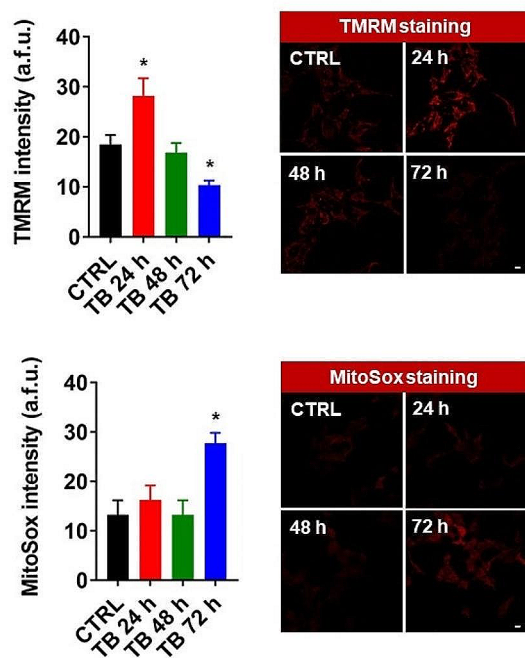 TMRM intensity (a.f.u.)
40
30
20
10
0
*
*
CTRL
TB 24 h
TB 48 h
TB 72 h
TMRM staining
CTRL
24 h
48 h
72 h
MitoSox intensity (a.f.u.)
40
30
20
10
0
*
CTRL
TB 24 h
TB 48 h
TB 72 h
MitoSox staining
CTRL
24 h
48 h
72 h